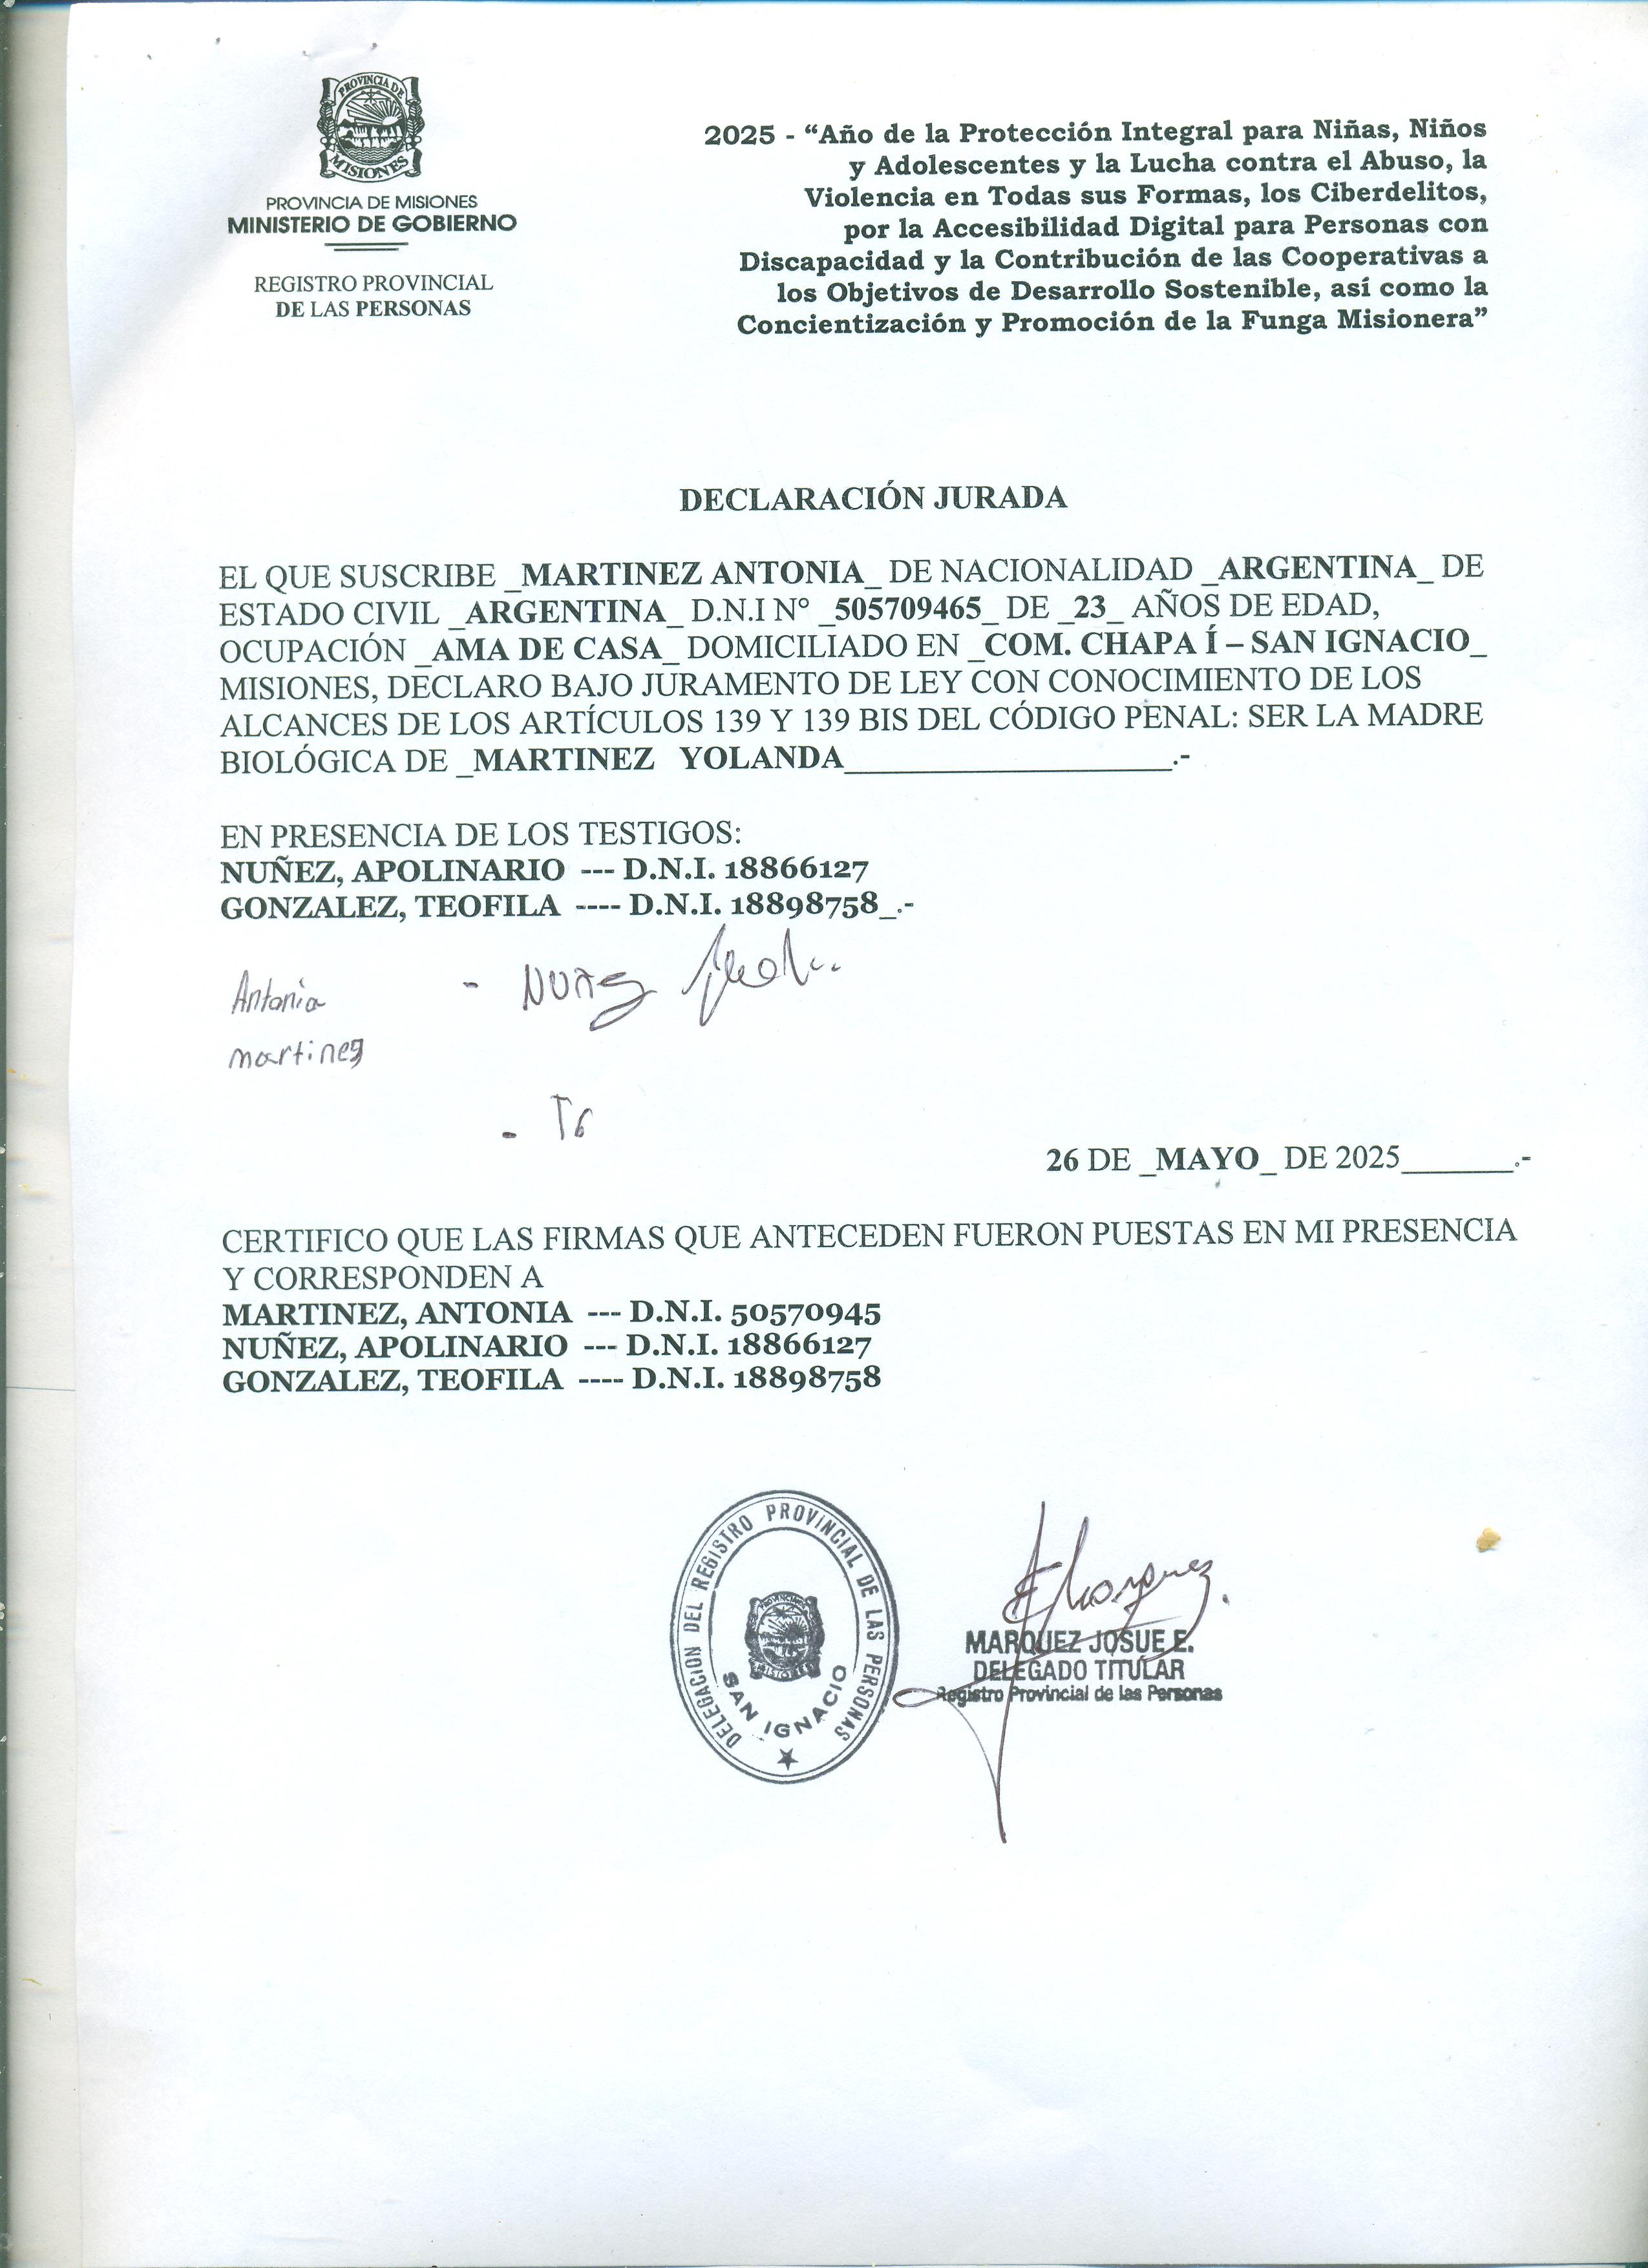 PROVINCIA DE
MISIONES
PROVINCIA DE MISIONES
MINISTERIO DE GOBIERNO
REGISTRO PROVINCIAL
DE LAS PERSONAS
2025 - “Año de la Protección Integral para Niñas, Niños
y Adolescentes y la Lucha contra el Abuso, la
Violencia en Todas sus Formas, los Ciberdelitos,
por la Accesibilidad Digital para Personas con
Discapacidad y la Contribución de las Cooperativas a
los Objetivos de Desarrollo Sostenible, así como la
Concientización y Promoción de la Funga Misionera”
DECLARACIÓN JURADA
EL QUE SUSCRIBE _MARTINEZ ANTONIA_ DE NACIONALIDAD _ARGENTINA_ DE
ESTADO CIVIL _ARGENTINA_ D.N.I N° _505709465_ DE _23_ AÑOS DE EDAD,
OCUPACIÓN _AMA DE CASA_ DOMICILIADO EN _COM. CHAPA Í – SAN IGNACIO_
MISIONES, DECLARO BAJO JURAMENTO DE LEY CON CONOCIMIENTO DE LOS
ALCANCES DE LOS ARTÍCULOS 139 Y 139 BIS DEL CÓDIGO PENAL: SER LA MADRE
BIOLÓGICA DE _MARTINEZ YOLANDA____________________.-
EN PRESENCIA DE LOS TESTIGOS:
NUÑEZ, APOLINARIO --- D.N.I. 18866127
GONZALEZ, TEOFILA ---- D.N.I. 18898758_.-
Antonia - Nuñez
martinez
- TG
26 DE _MAYO_ DE 2025_______.-
CERTIFICO QUE LAS FIRMAS QUE ANTECEDEN FUERON PUESTAS EN MI PRESENCIA
Y CORRESPONDEN A
MARTINEZ, ANTONIA --- D.N.I. 50570945
NUÑEZ, APOLINARIO --- D.N.I. 18866127
GONZALEZ, TEOFILA ---- D.N.I. 18898758
DELEGACION DEL REGISTRO PROVINCIAL DE LAS PERSONAS
SAN IGNACIO
MARQUEZ JOSUE E.
DELEGADO TITULAR
Registro Provincial de las Personas